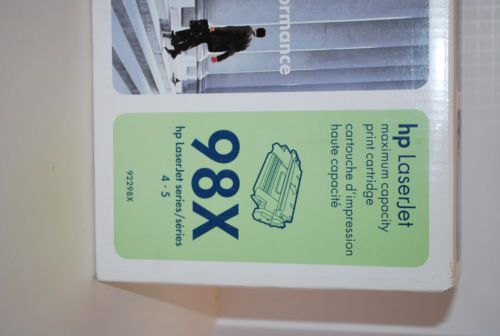 ormance
hp LaserJet
maximum capacity
print cartridge
cartouche d'impression
haute capacité
98X
hp LaserJet series/séries
4 · 5
92298X